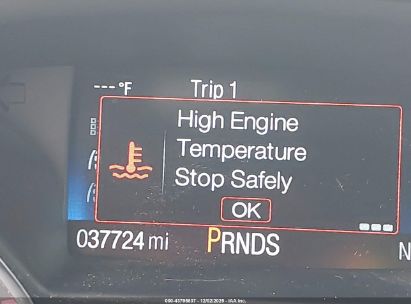 ---°F Trip 1
High Engine
Temperature
Stop Safely
OK
037724 mi PRNDS N